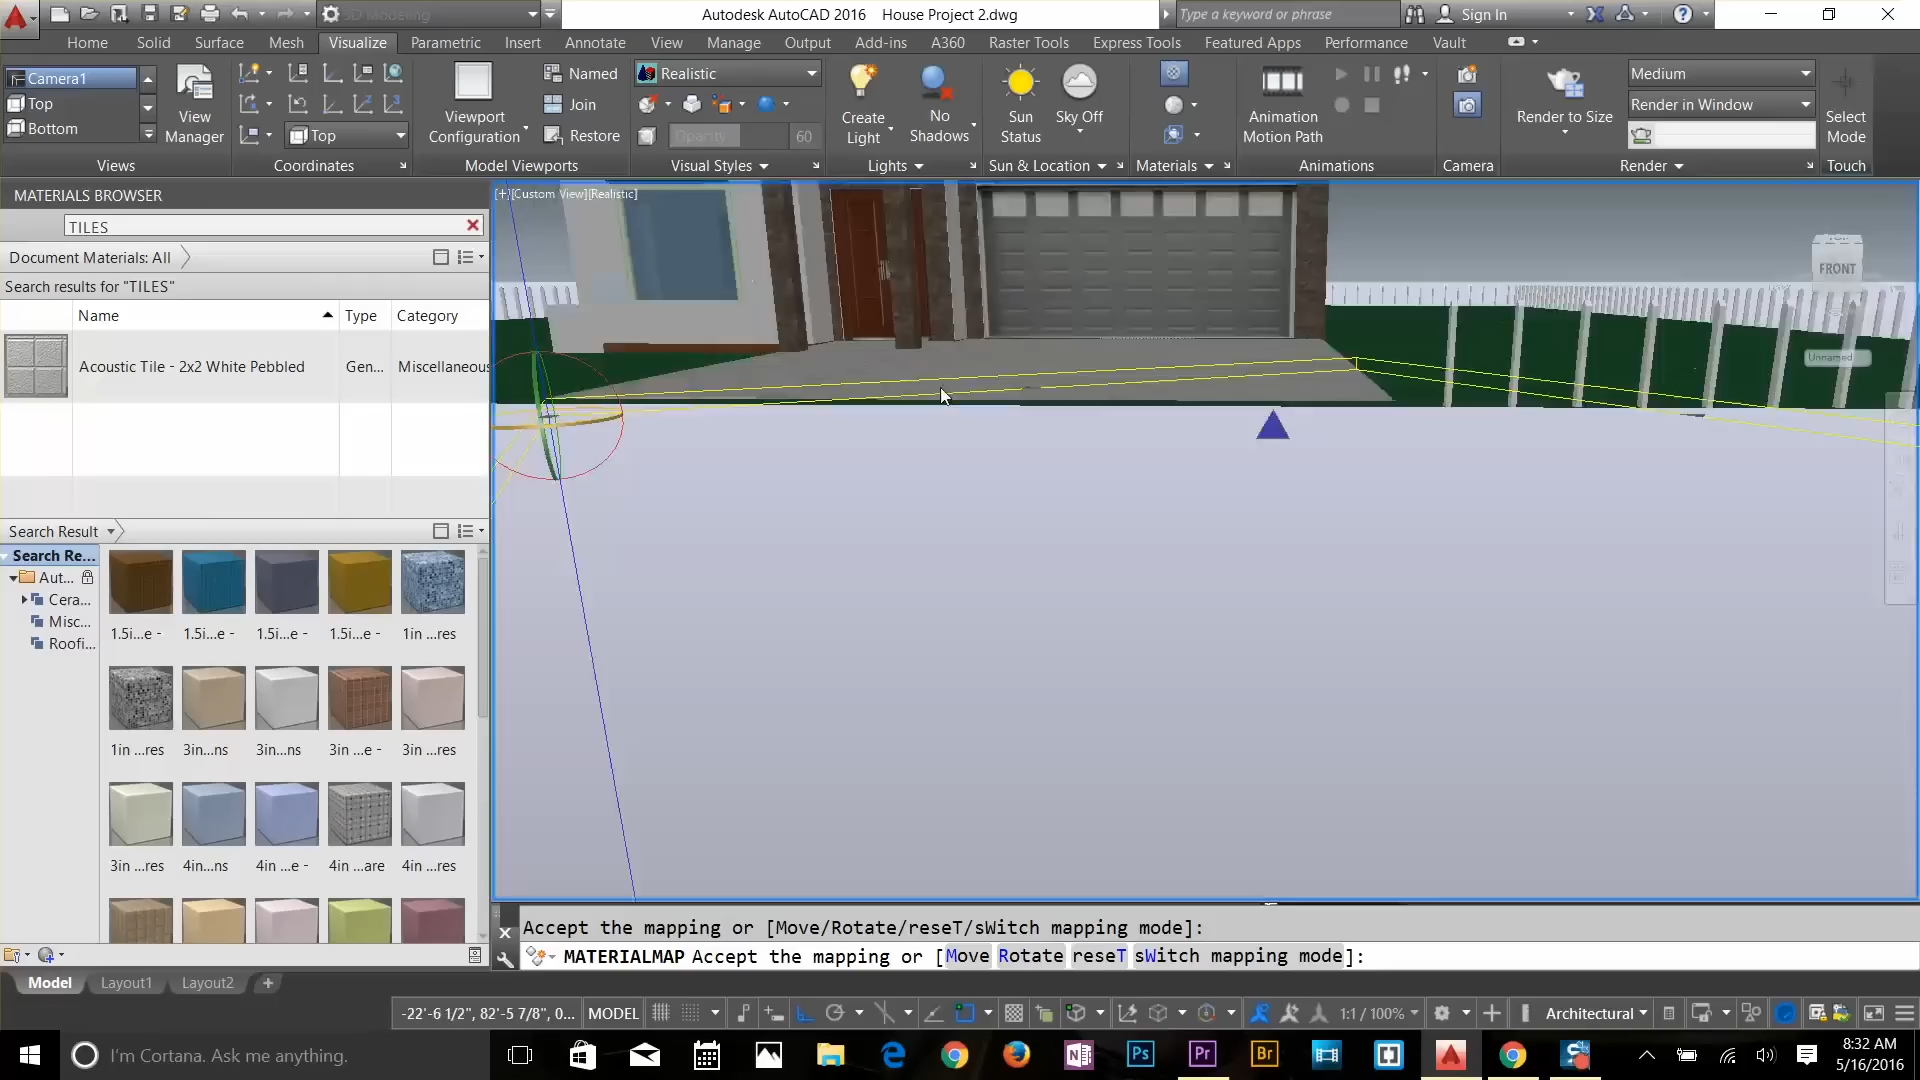 3D Modeling
Autodesk AutoCAD 2016 House Project 2.dwg
Type a keyword or phrase
Sign In
Home Solid Surface Mesh Visualize Parametric Insert Annotate View Manage Output Add-ins A360 Raster Tools Express Tools Featured Apps Performance Vault
Camera1
Top
Bottom
View Manager
Top
Viewport Configuration
Named
Join
Restore
Realistic
Opacity 60
Create Light
No Shadows
Sun Status
Sky Off
Animation Motion Path
Render to Size
Medium
Render in Window
Select Mode
Views Coordinates Model Viewports Visual Styles Lights Sun & Location Materials Animations Camera Render Touch
MATERIALS BROWSER
TILES
Document Materials: All
Search results for "TILES"
Name Type Category
Acoustic Tile - 2x2 White Pebbled Gen... Miscellaneous
[+][Custom View][Realistic]
TOP
FRONT
Unnamed
Search Result
Search Re...
Aut...
Cera...
Misc...
Roofi...
1.5i...e - 1.5i...e - 1.5i...e - 1.5i...e - 1in ...res
1in ...res 3in...ns 3in...ns 3in ...e - 3in ...res
3in ...res 4in...ns 4in ...e - 4in ...are 4in ...res
Accept the mapping or [Move/Rotate/reseT/sWitch mapping mode]:
MATERIALMAP Accept the mapping or [Move Rotate reseT sWitch mapping mode]:
Model Layout1 Layout2 +
-22'-6 1/2", 82'-5 7/8", 0... MODEL 1:1 / 100% Architectural
I'm Cortana. Ask me anything.
Ps Pr Br
8:32 AM
5/16/2016